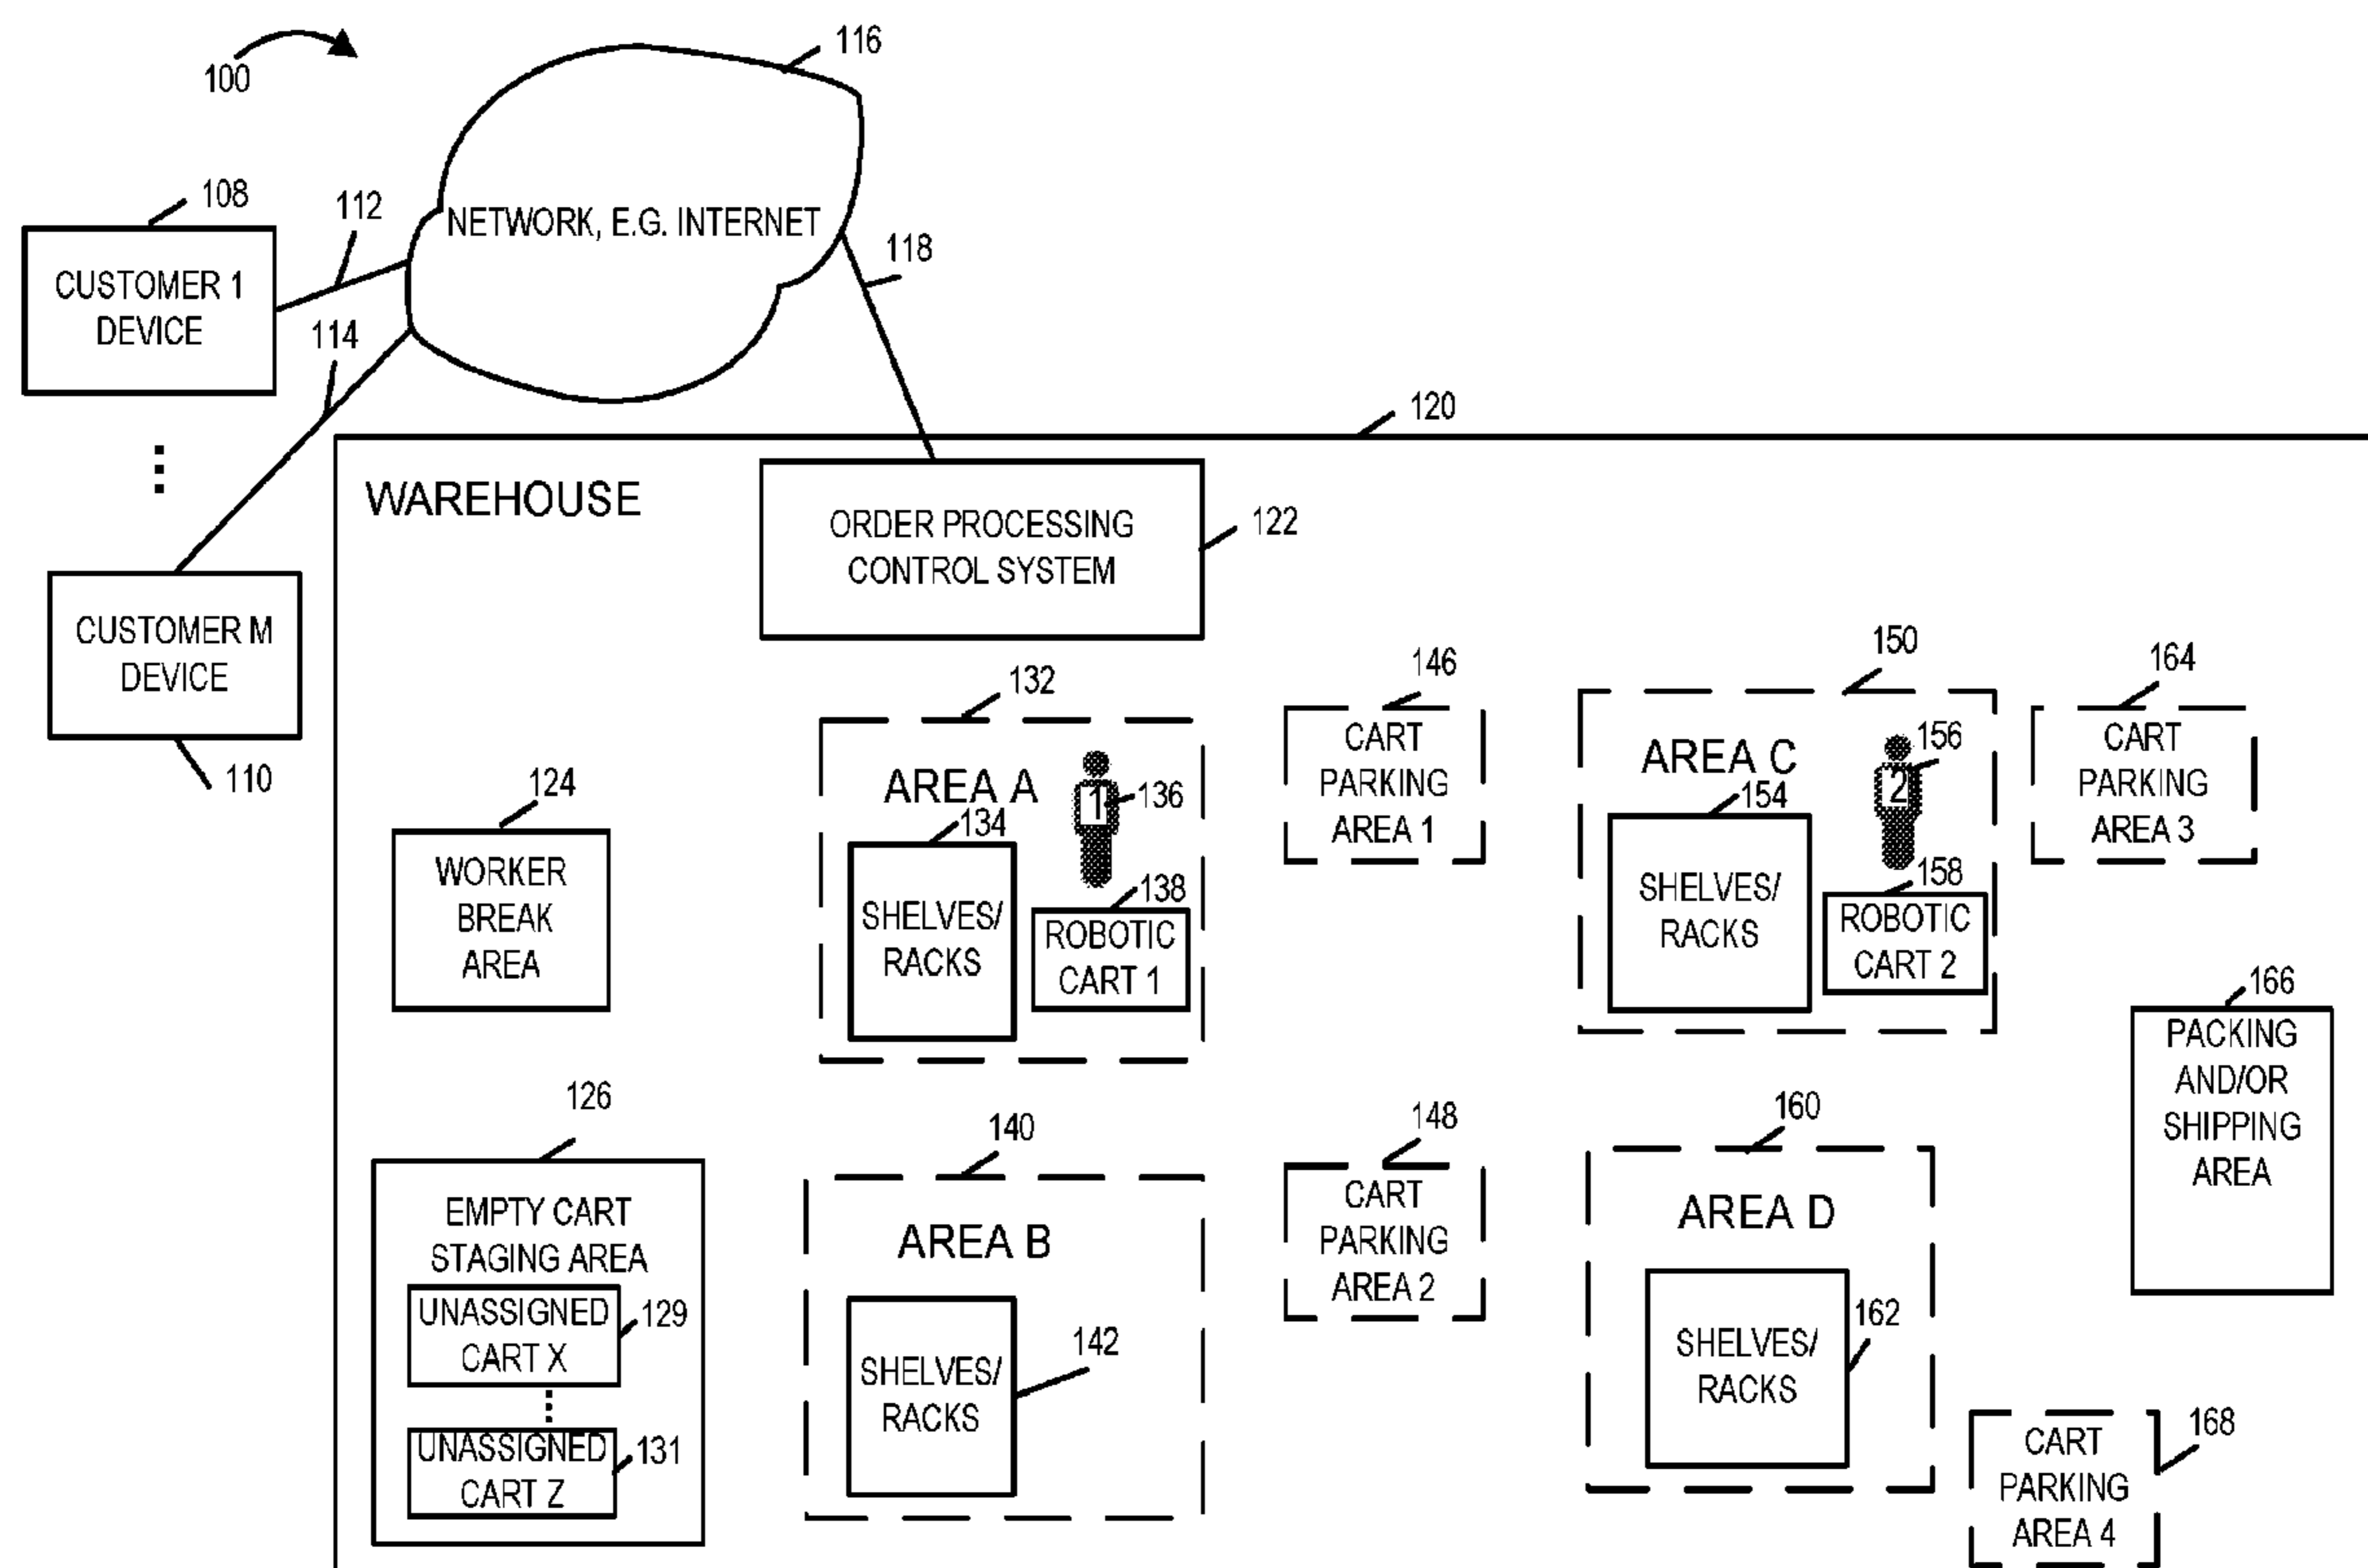 100
116
108
112
NETWORK, E.G. INTERNET
118
CUSTOMER 1
DEVICE
114
120
WAREHOUSE
ORDER PROCESSING
CONTROL SYSTEM
122
CUSTOMER M
DEVICE
110
132
146
150
164
AREA A
136
1
134
CART
PARKING
AREA 1
AREA C
156
2
154
CART
PARKING
AREA 3
124
WORKER
BREAK
AREA
SHELVES/
RACKS
138
ROBOTIC
CART 1
SHELVES/
RACKS
158
ROBOTIC
CART 2
166
PACKING
AND/OR
SHIPPING
AREA
126
140
148
160
EMPTY CART
STAGING AREA
UNASSIGNED
CART X
129
UNASSIGNED
CART Z
131
AREA B
SHELVES/
RACKS
142
CART
PARKING
AREA 2
AREA D
SHELVES/
RACKS
162
168
CART
PARKING
AREA 4